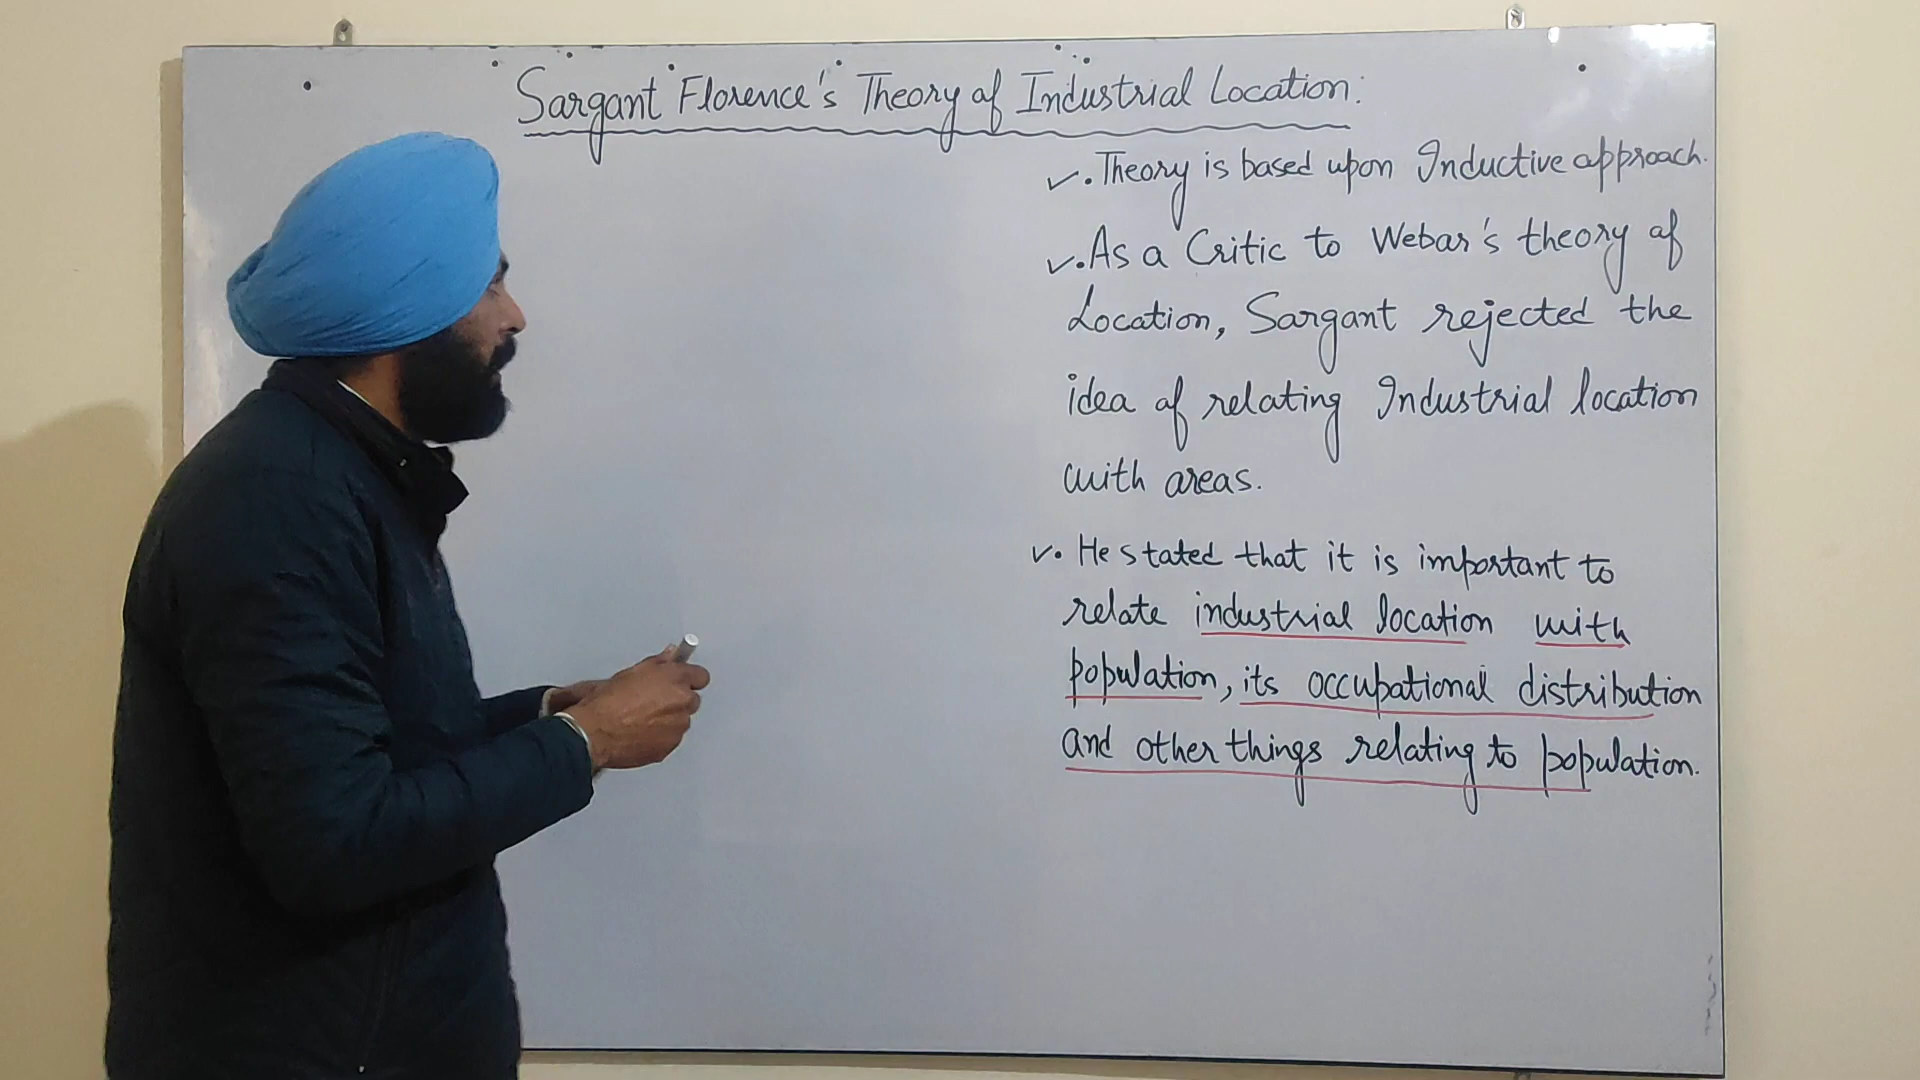 Sargant Florence's Theory of Industrial Location:
✓. Theory is based upon Inductive approach.
✓. As a Critic to Webar's theory of
Location, Sargant rejected the
idea of relating Industrial location
with areas.
✓. He stated that it is important to
relate industrial location with
population, its occupational distribution
and other things relating to population.